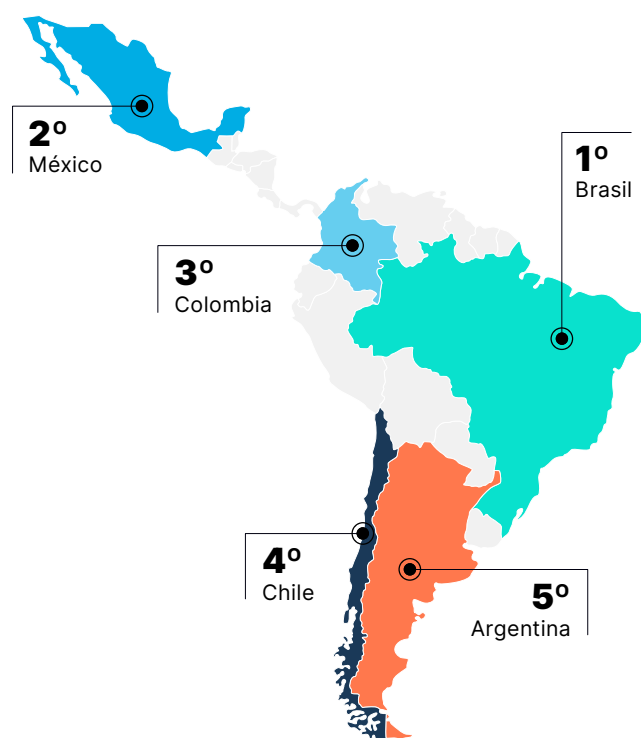 2º
México
1º
Brasil
3º
Colombia
4º
Chile
5º
Argentina